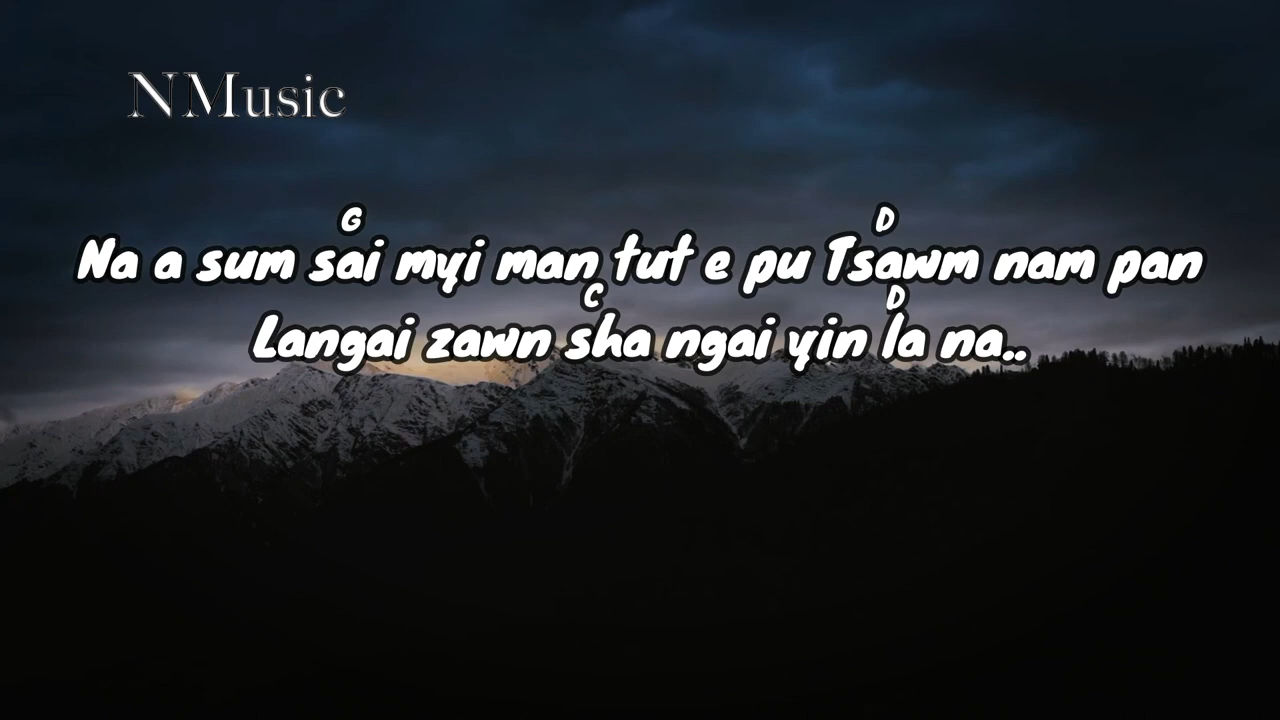 NMusic
G D
Na a sum sai myi man tut e pu Tsawm nam pan
C D
Langai zawn sha ngai yin la na..